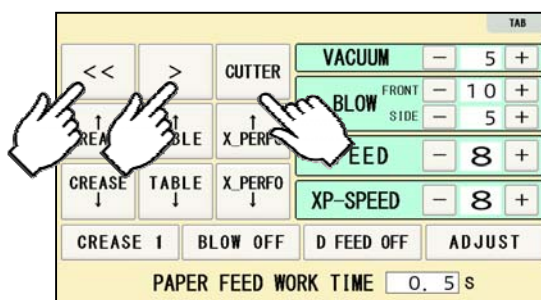 TAB
<< > CUTTER
VACUUM − 5 +
BLOW FRONT − 10 +
SIDE − 5 +
↑ ↑ ↑
X_PERFO
− 8 +
CREASE TABLE X_PERFO
↓ ↓ ↓
XP-SPEED − 8 +
CREASE 1 BLOW OFF D FEED OFF ADJUST
PAPER FEED WORK TIME 0. 5 s